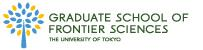 GRADUATE SCHOOL OF
FRONTIER SCIENCES
THE UNIVERSITY OF TOKYO